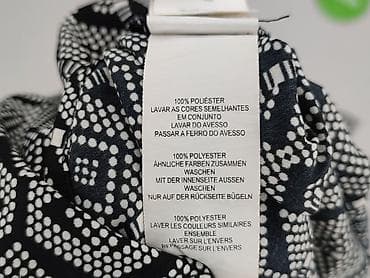 100% POLIÉSTER
LAVAR AS CORES SEMELHANTES
EM CONJUNTO
LAVAR DO AVESSO
PASSAR A FERRO DO AVESSO
100% POLYESTER
ÄHNLICHE FARBEN ZUSAMMEN
WASCHEN
MIT DER INNENSEITE AUSSEN
WASCHEN
NUR AUF DER RÜCKSEITE BÜGELN
100% POLYESTER
LAVER LES COULEURS SIMILAIRES
ENSEMBLE
LAVER SUR L'ENVERS
REPASSAGE SUR L'ENVERS